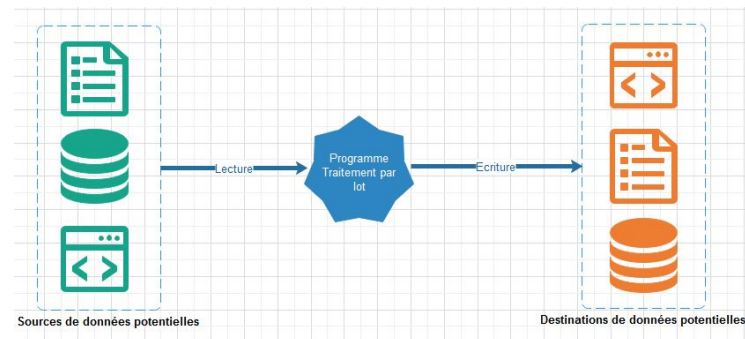 Lecture
Programme
Traitement par
lot
Ecriture
Sources de données potentielles
Destinations de données potentielles